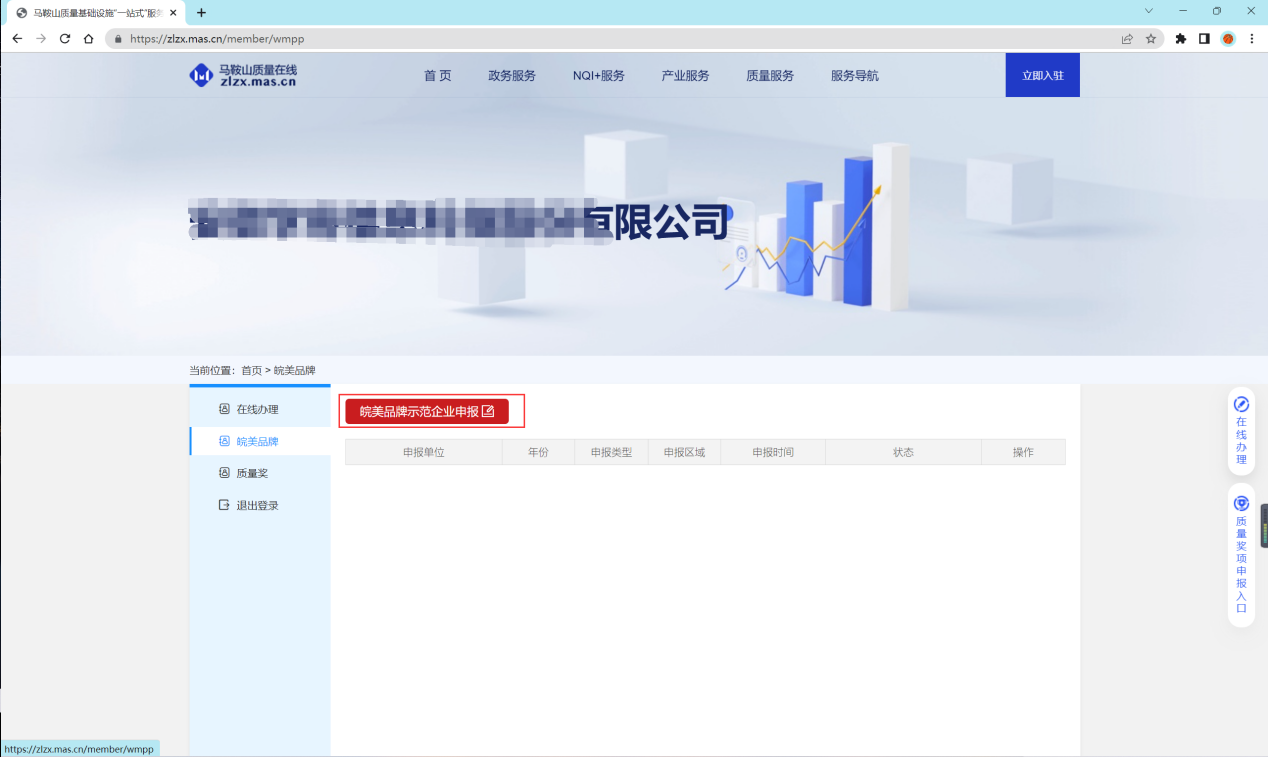 马鞍山质量基础设施"一站式"服务
https://zlzx.mas.cn/member/wmpp
马鞍山质量在线
zlzx.mas.cn
首 页 政务服务 NQI+服务 产业服务 质量服务 服务导航 立即入驻
有限公司
当前位置：首页 > 皖美品牌
在线办理
皖美品牌
质量奖
退出登录
皖美品牌示范企业申报
申报单位 年份 申报类型 申报区域 申报时间 状态 操作
在线办理
质量奖项申报入口
https://zlzx.mas.cn/member/wmpp